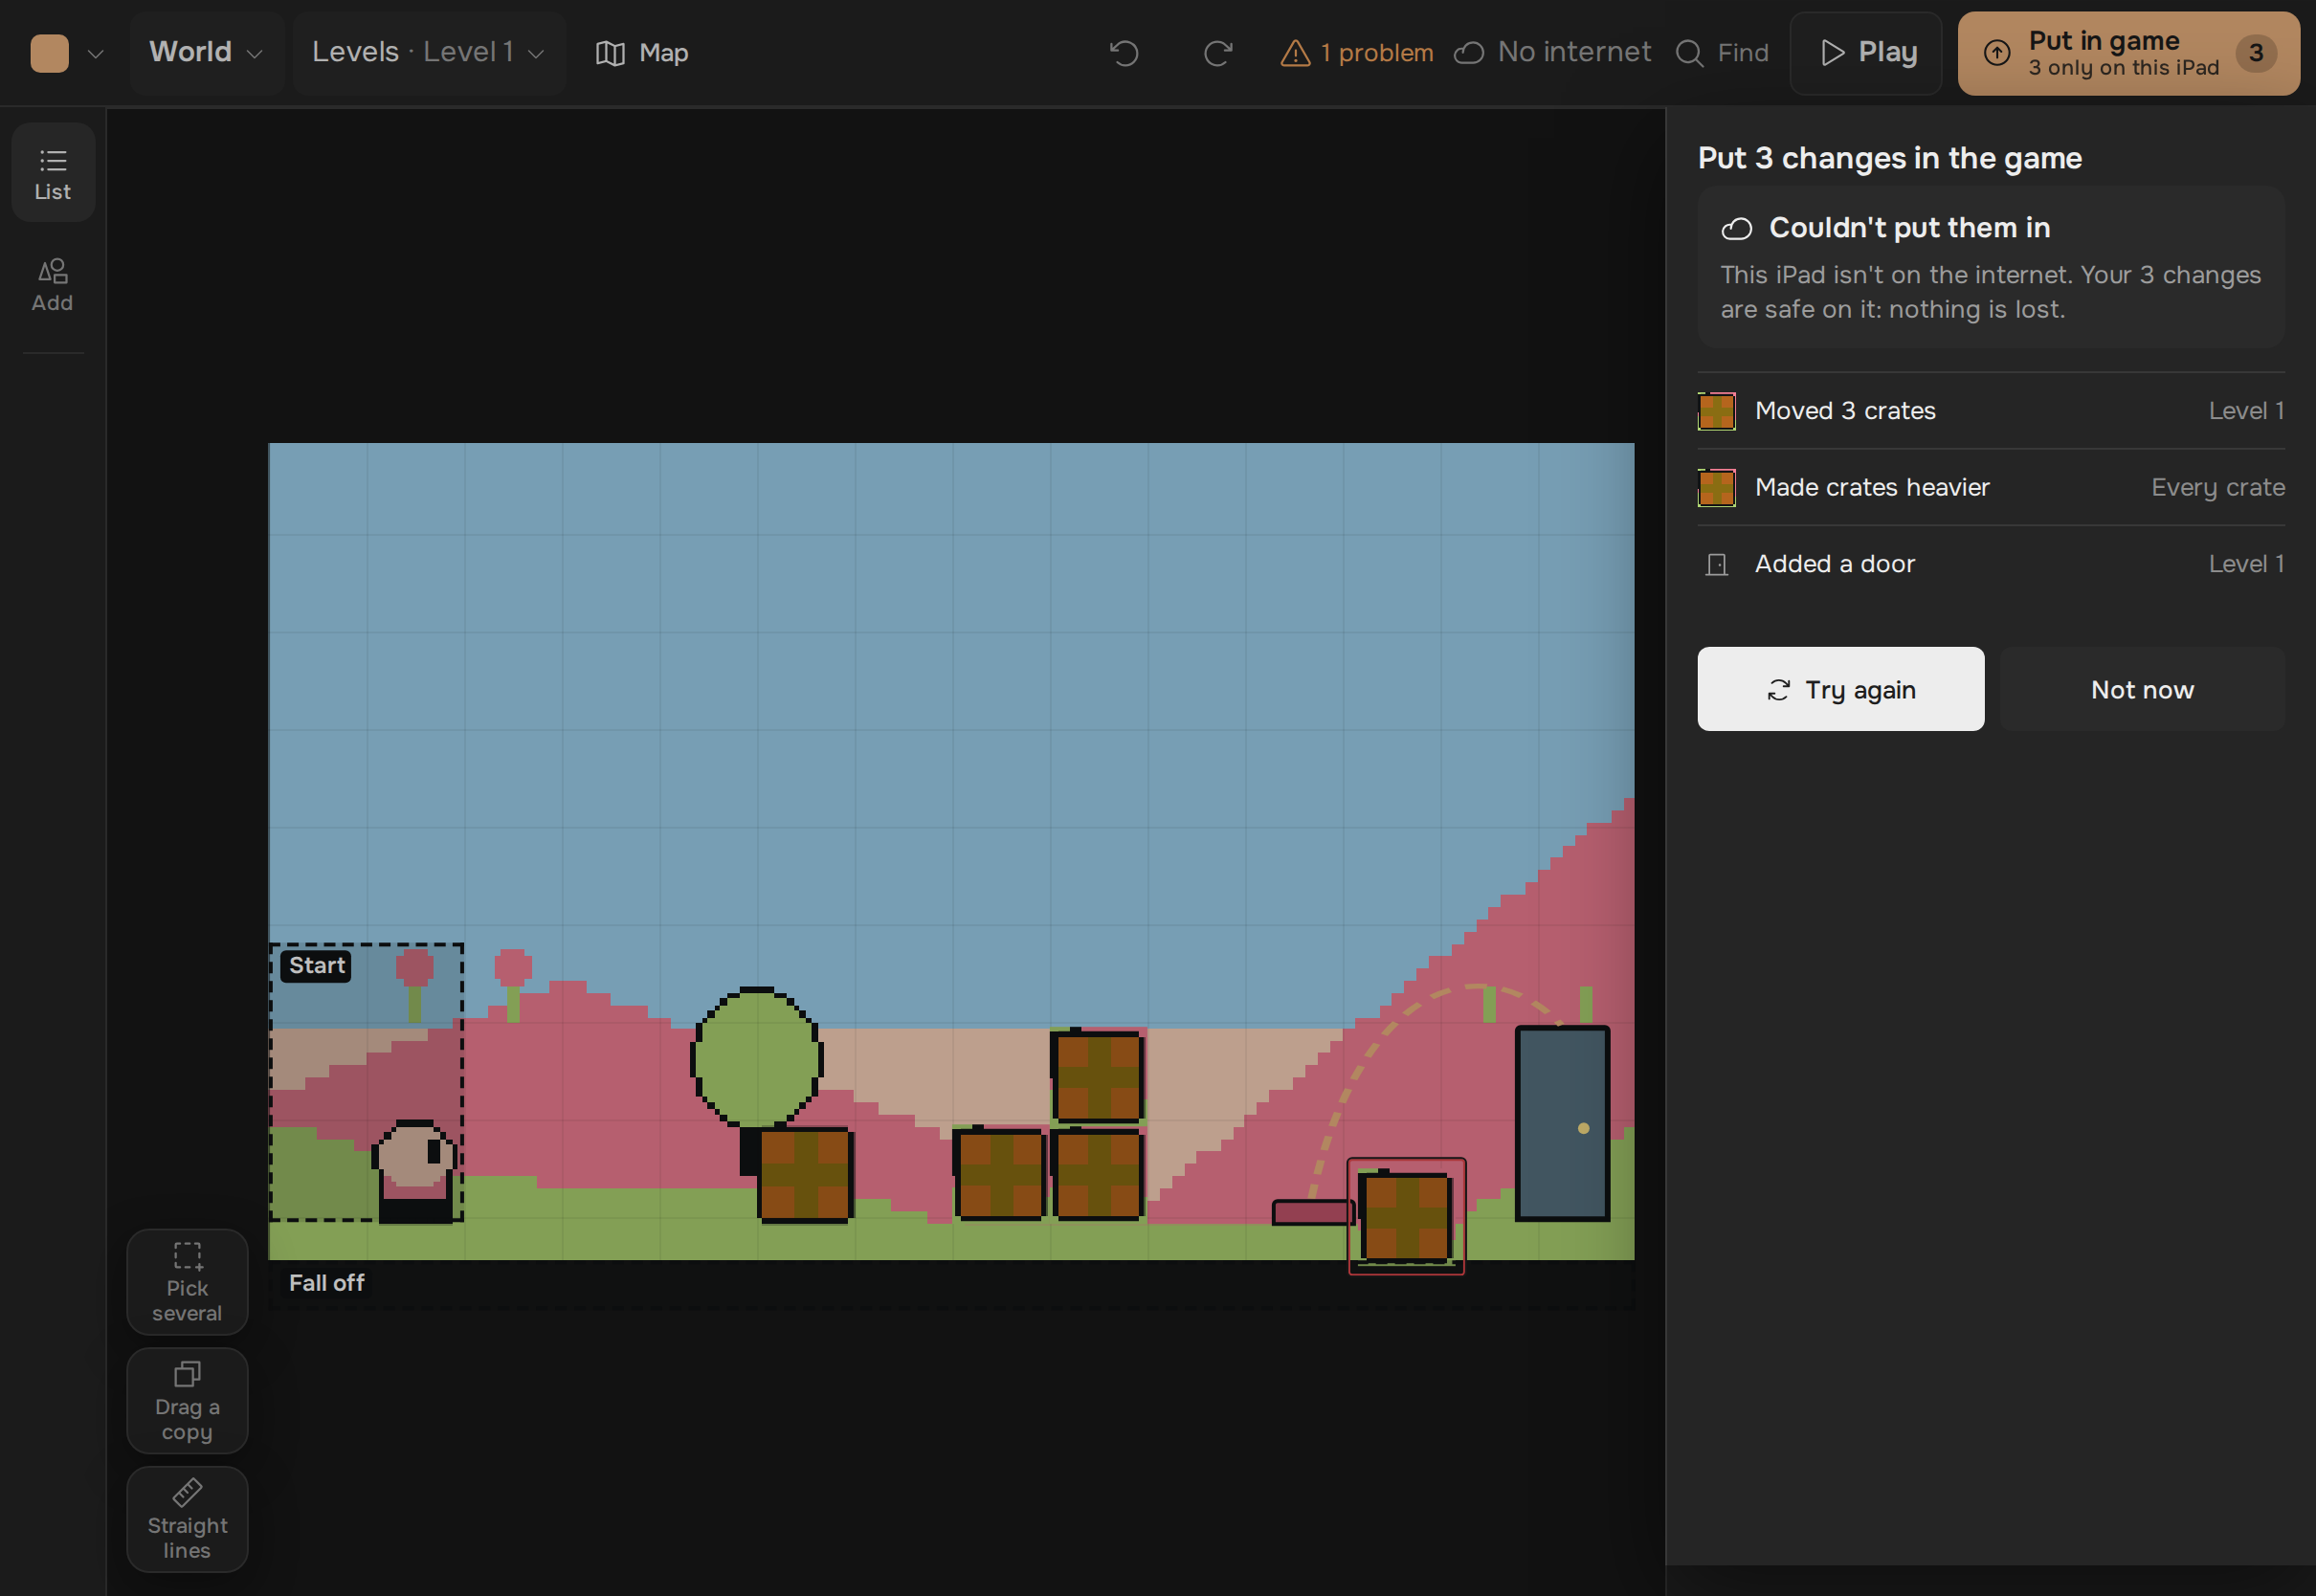 World
Levels · Level 1
Map
1 problem
No internet
Find
Play
Put in game
3 only on this iPad
3
List
Add
Put 3 changes in the game
Couldn't put them in
This iPad isn't on the internet. Your 3 changes
are safe on it: nothing is lost.
Moved 3 crates
Level 1
Made crates heavier
Every crate
Added a door
Level 1
Try again
Not now
Start
Fall off
Pick
several
Drag a
copy
Straight
lines